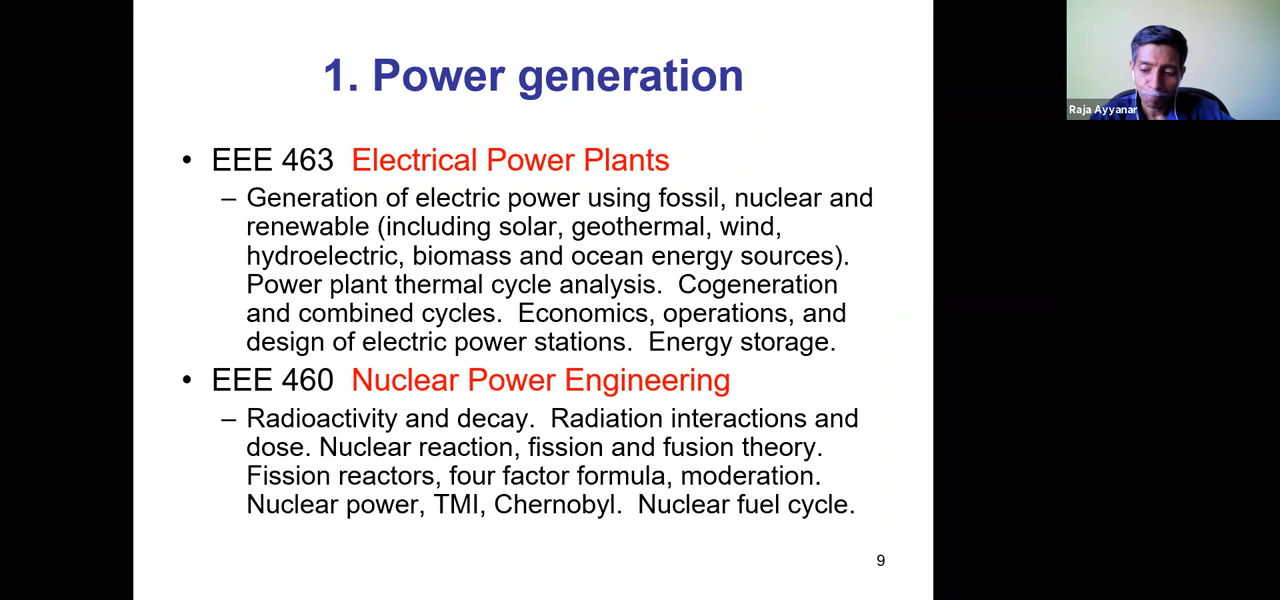 1. Power generation
• EEE 463  Electrical Power Plants
– Generation of electric power using fossil, nuclear and
renewable (including solar, geothermal, wind,
hydroelectric, biomass and ocean energy sources).
Power plant thermal cycle analysis.  Cogeneration
and combined cycles.  Economics, operations, and
design of electric power stations.  Energy storage.
• EEE 460  Nuclear Power Engineering
– Radioactivity and decay.  Radiation interactions and
dose. Nuclear reaction, fission and fusion theory.
Fission reactors, four factor formula, moderation.
Nuclear power, TMI, Chernobyl.  Nuclear fuel cycle.
9
Raja Ayyanar